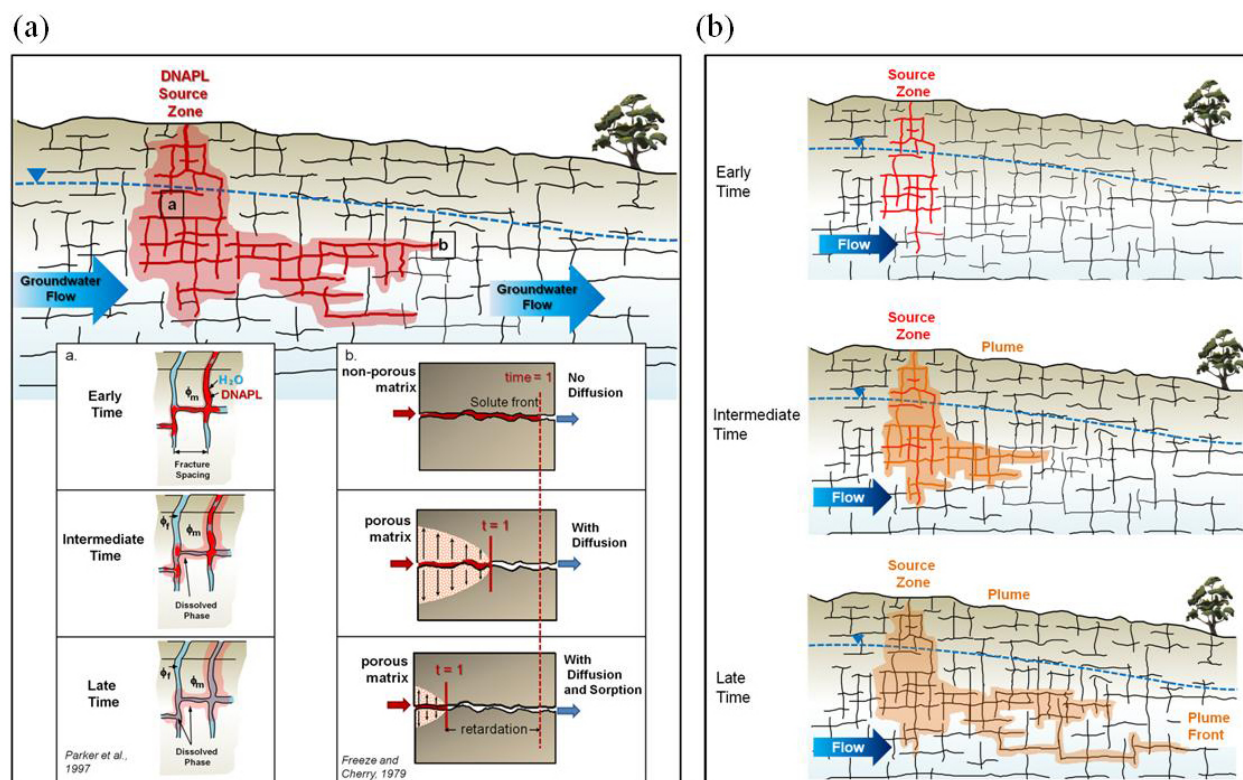 (a)
DNAPL
Source
Zone
a
b
Groundwater
Flow
Groundwater
Flow
a.
Early
Time
ϕm
H₂O
DNAPL
Fracture
Spacing
Intermediate
Time
ϕf
ϕm
Dissolved
Phase
Late
Time
ϕf
ϕm
Dissolved
Phase
Parker et al.,
1997
b.
non-porous
matrix
time = 1
Solute front
No
Diffusion
porous
matrix
t = 1
With
Diffusion
porous
matrix
t = 1
retardation
With
Diffusion
and Sorption
Freeze and
Cherry, 1979
(b)
Early
Time
Source
Zone
Flow
Intermediate
Time
Source
Zone
Plume
Flow
Late
Time
Source
Zone
Plume
Plume
Front
Flow